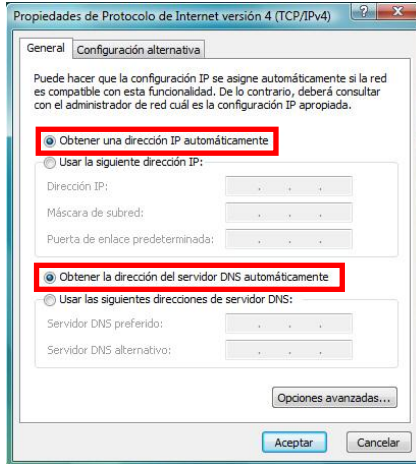 Propiedades de Protocolo de Internet versión 4 (TCP/IPv4)
General
Configuración alternativa
Puede hacer que la configuración IP se asigne automáticamente si la red
es compatible con esta funcionalidad. De lo contrario, deberá consultar
con el administrador de red cuál es la configuración IP apropiada.
Obtener una dirección IP automáticamente
Usar la siguiente dirección IP:
Dirección IP:
Máscara de subred:
Puerta de enlace predeterminada:
Obtener la dirección del servidor DNS automáticamente
Usar las siguientes direcciones de servidor DNS:
Servidor DNS preferido:
Servidor DNS alternativo:
Opciones avanzadas...
Aceptar
Cancelar